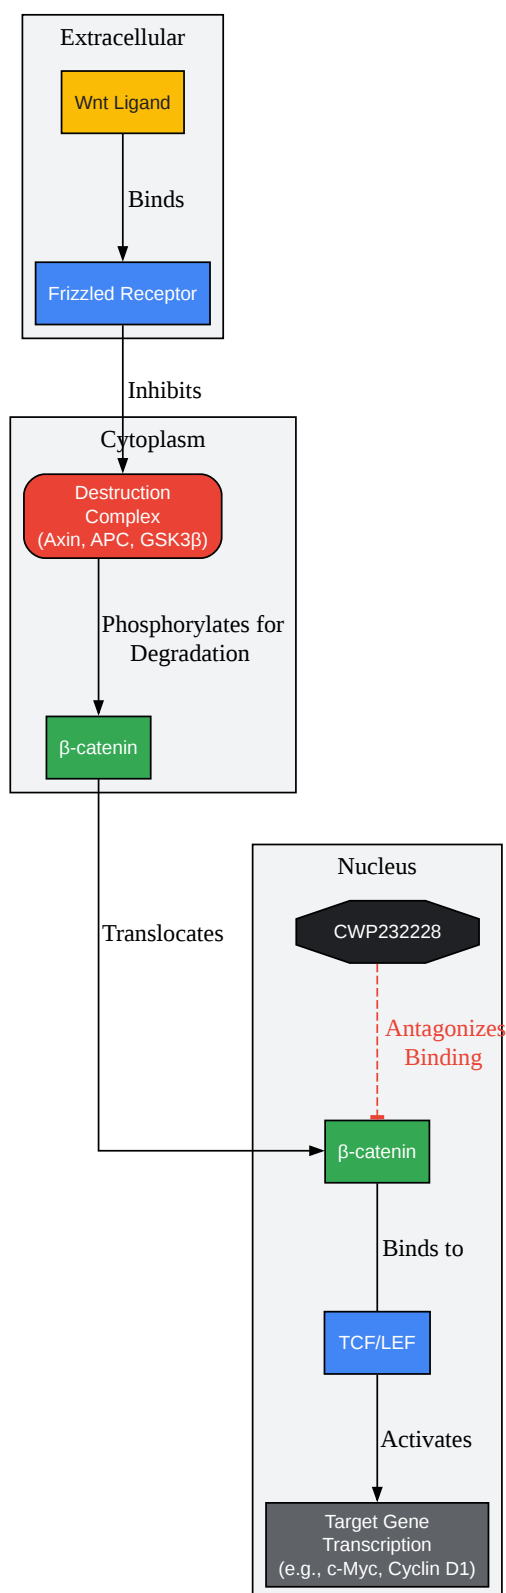 Extracellular
Wnt Ligand
Binds
Frizzled Receptor
Inhibits
Cytoplasm
Destruction
Complex
(Axin, APC, GSK3β)
Phosphorylates for
Degradation
β-catenin
Translocates
Nucleus
CWP232228
Antagonizes
Binding
β-catenin
Binds to
TCF/LEF
Activates
Target Gene
Transcription
(e.g., c-Myc, Cyclin D1)